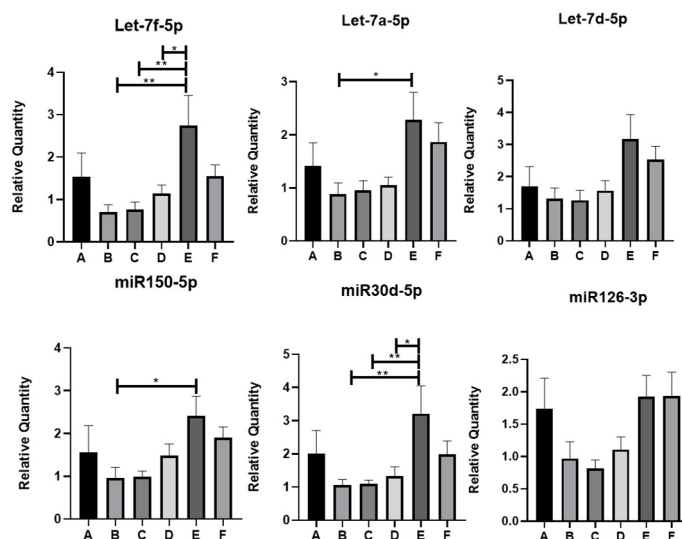 Let-7f-5p
Let-7a-5p
Let-7d-5p
Relative Quantity
5
4
3
2
1
0
*
**
**
A B C D E F
Relative Quantity
3
2
1
0
*
A B C D E F
Relative Quantity
5
4
3
2
1
0
A B C D E F
miR150-5p
miR30d-5p
miR126-3p
Relative Quantity
4
3
2
1
0
*
A B C D E F
Relative Quantity
5
4
3
2
1
0
*
**
**
A B C D E F
Relative Quantity
2.5
2.0
1.5
1.0
0.5
0.0
A B C D E F